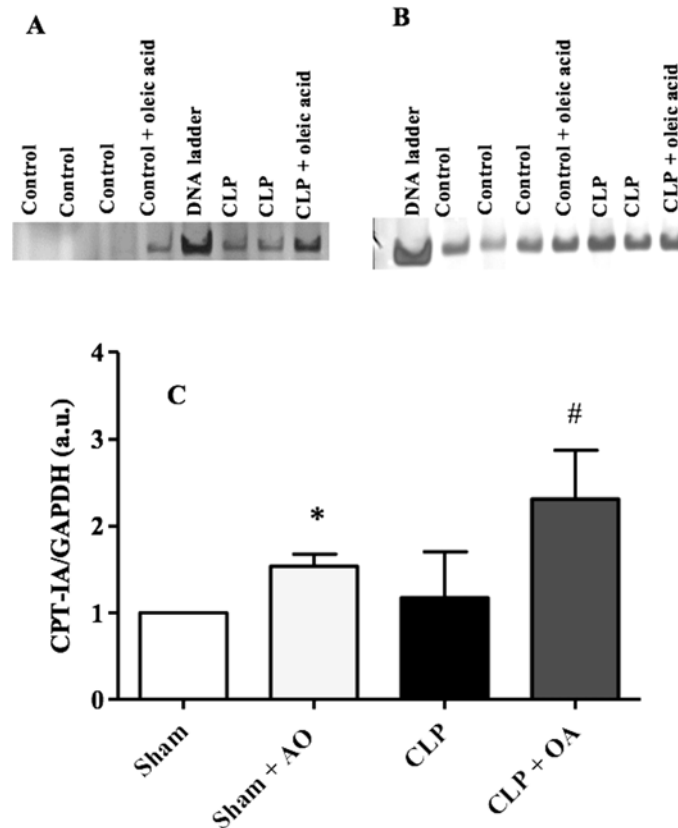 A
Control
Control
Control
Control + oleic acid
DNA ladder
CLP
CLP
CLP + oleic acid
B
DNA ladder
Control
Control
Control
Control + oleic acid
CLP
CLP
CLP + oleic acid
C
CPT-IA/GAPDH (a.u.)
4
3
2
1
0
*
#
Sham
Sham + AO
CLP
CLP + OA